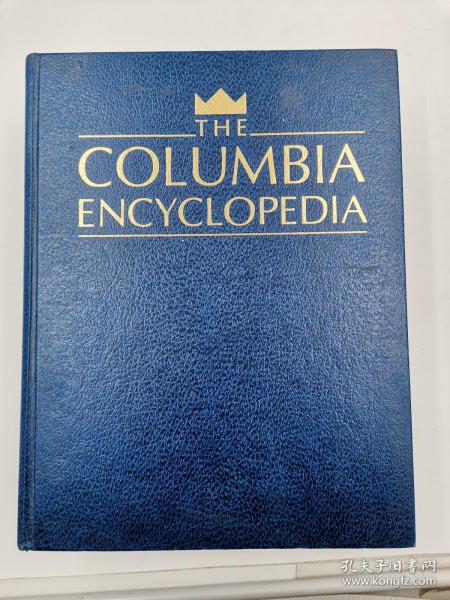 THE
COLUMBIA
ENCYCLOPEDIA
孔夫子旧书网
www.kongfz.com